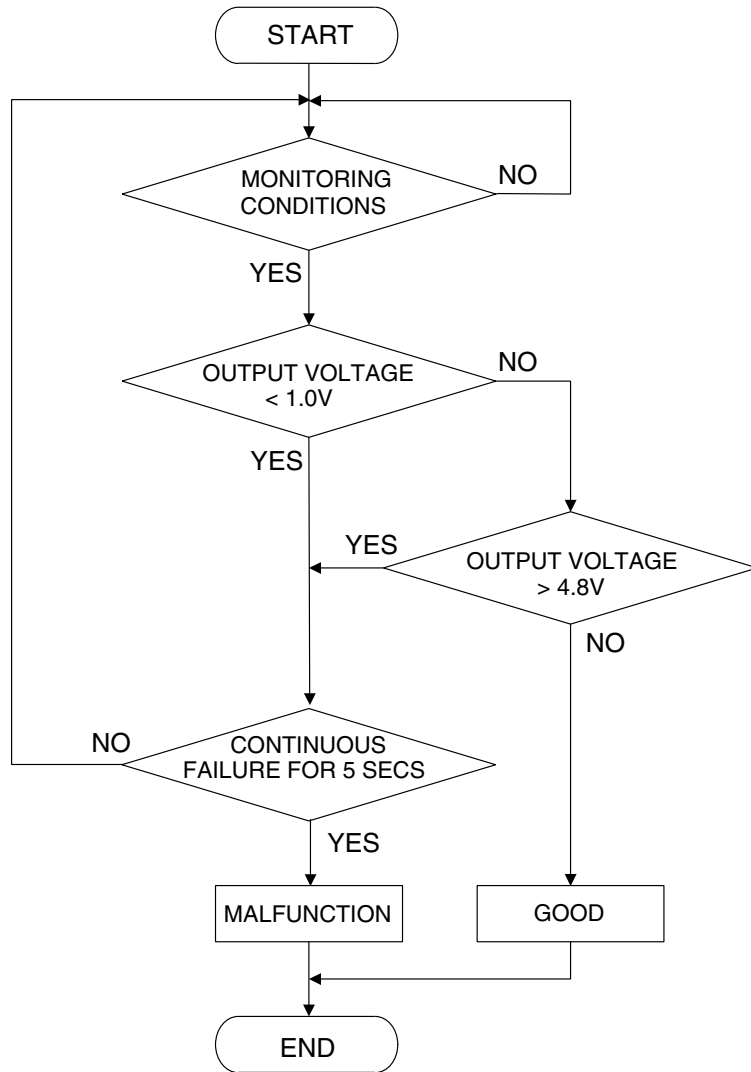 START
MONITORING
CONDITIONS
NO
YES
OUTPUT VOLTAGE
< 1.0V
NO
YES
YES
OUTPUT VOLTAGE
> 4.8V
NO
NO
CONTINUOUS
FAILURE FOR 5 SECS
YES
MALFUNCTION
GOOD
END